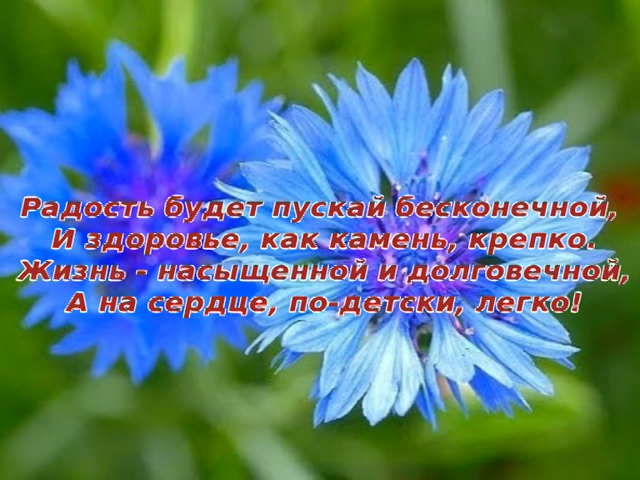 Радость будет пускай бесконечной,
И здоровье, как камень, крепко.
Жизнь - насыщенной и долговечной,
А на сердце, по-детски, легко!